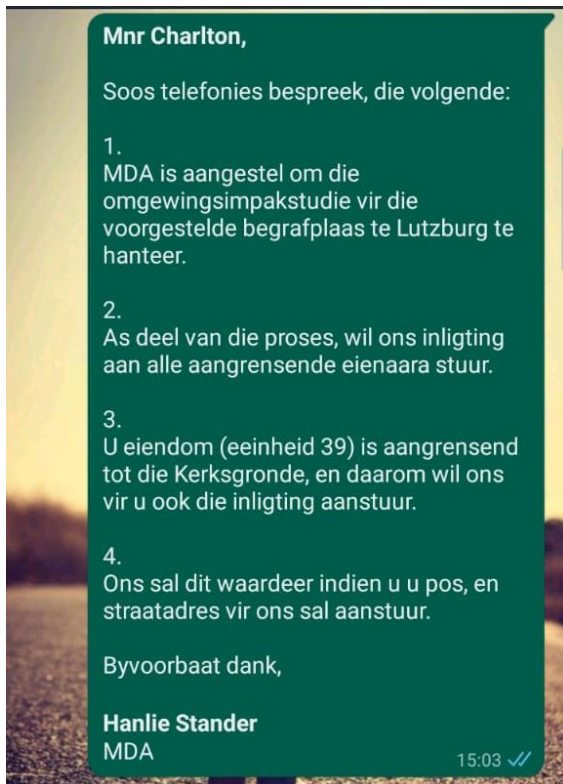 Mnr Charlton,
Soos telefonies bespreek, die volgende:
1.
MDA is aangestel om die
omgewingsimpakstudie vir die
voorgestelde begrafplaas te Lutzburg te
hanteer.
2.
As deel van die proses, wil ons inligting
aan alle aangrensende eienaara stuur.
3.
U eiendom (eeinheid 39) is aangrensend
tot die Kerksgronde, en daarom wil ons
vir u ook die inligting aanstuur.
4.
Ons sal dit waardeer indien u u pos, en
straatadres vir ons sal aanstuur.
Byvoorbaat dank,
Hanlie Stander
MDA
15:03